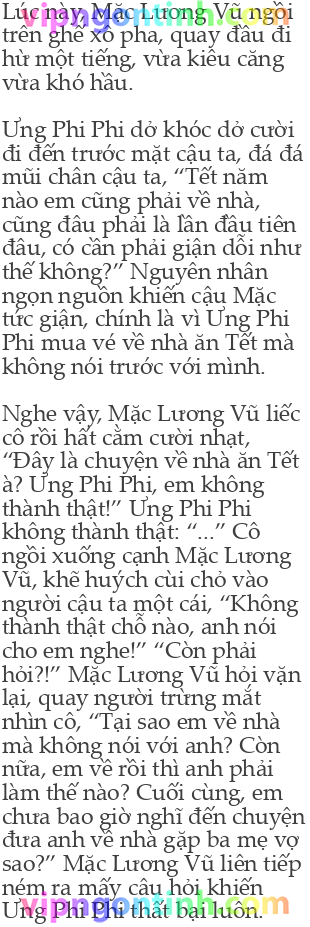 vipngontinh.com
Lúc này, Mặc Lương Vũ ngồi
trên ghế xô pha, quay đầu đi
hừ một tiếng, vừa kiêu căng
vừa khó hầu.

Ưng Phi Phi dở khóc dở cười
đi đến trước mặt cậu ta, đá đá
mũi chân cậu ta, “Tết năm
nào em cũng phải về nhà,
cũng đâu phải là lần đầu tiên
đâu, có cần phải giận dỗi như
thế không?” Nguyên nhân
ngọn nguồn khiến cậu Mặc
tức giận, chính là vì Ưng Phi
Phi mua vé về nhà ăn Tết mà
không nói trước với mình.

Nghe vậy, Mặc Lương Vũ liếc
cô rồi hất cằm cười nhạt,
“Đây là chuyện về nhà ăn Tết
à? Ưng Phi Phi, em không
thành thật!” Ưng Phi Phi
không thành thật: “...” Cô
ngồi xuống cạnh Mặc Lương
Vũ, khẽ huých cùi chỏ vào
người cậu ta một cái, “Không
thành thật chỗ nào, anh nói
cho em nghe!” “Còn phải
hỏi?!” Mặc Lương Vũ hỏi vặn
lại, quay người trừng mắt
nhìn cô, “Tại sao em về nhà
mà không nói với anh? Còn
nữa, em về rồi thì anh phải
làm thế nào? Cuối cùng, em
chưa bao giờ nghĩ đến chuyện
đưa anh về nhà gặp ba mẹ vợ
sao?” Mặc Lương Vũ liên tiếp
ném ra mấy câu hỏi khiến
Ưng Phi Phi thất bại luôn.
vipngontinh.com